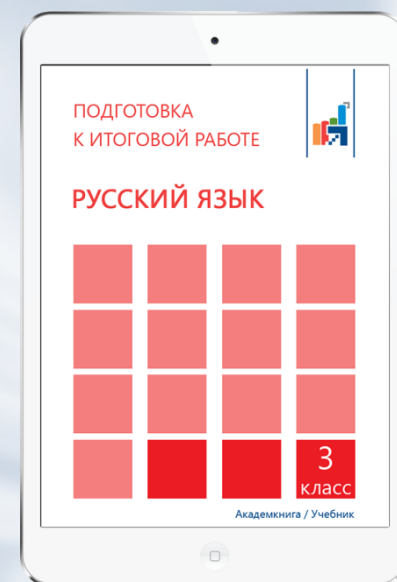 ПОДГОТОВКА
К ИТОГОВОЙ РАБОТЕ
РУССКИЙ ЯЗЫК
3
класс
Академкнига / Учебник